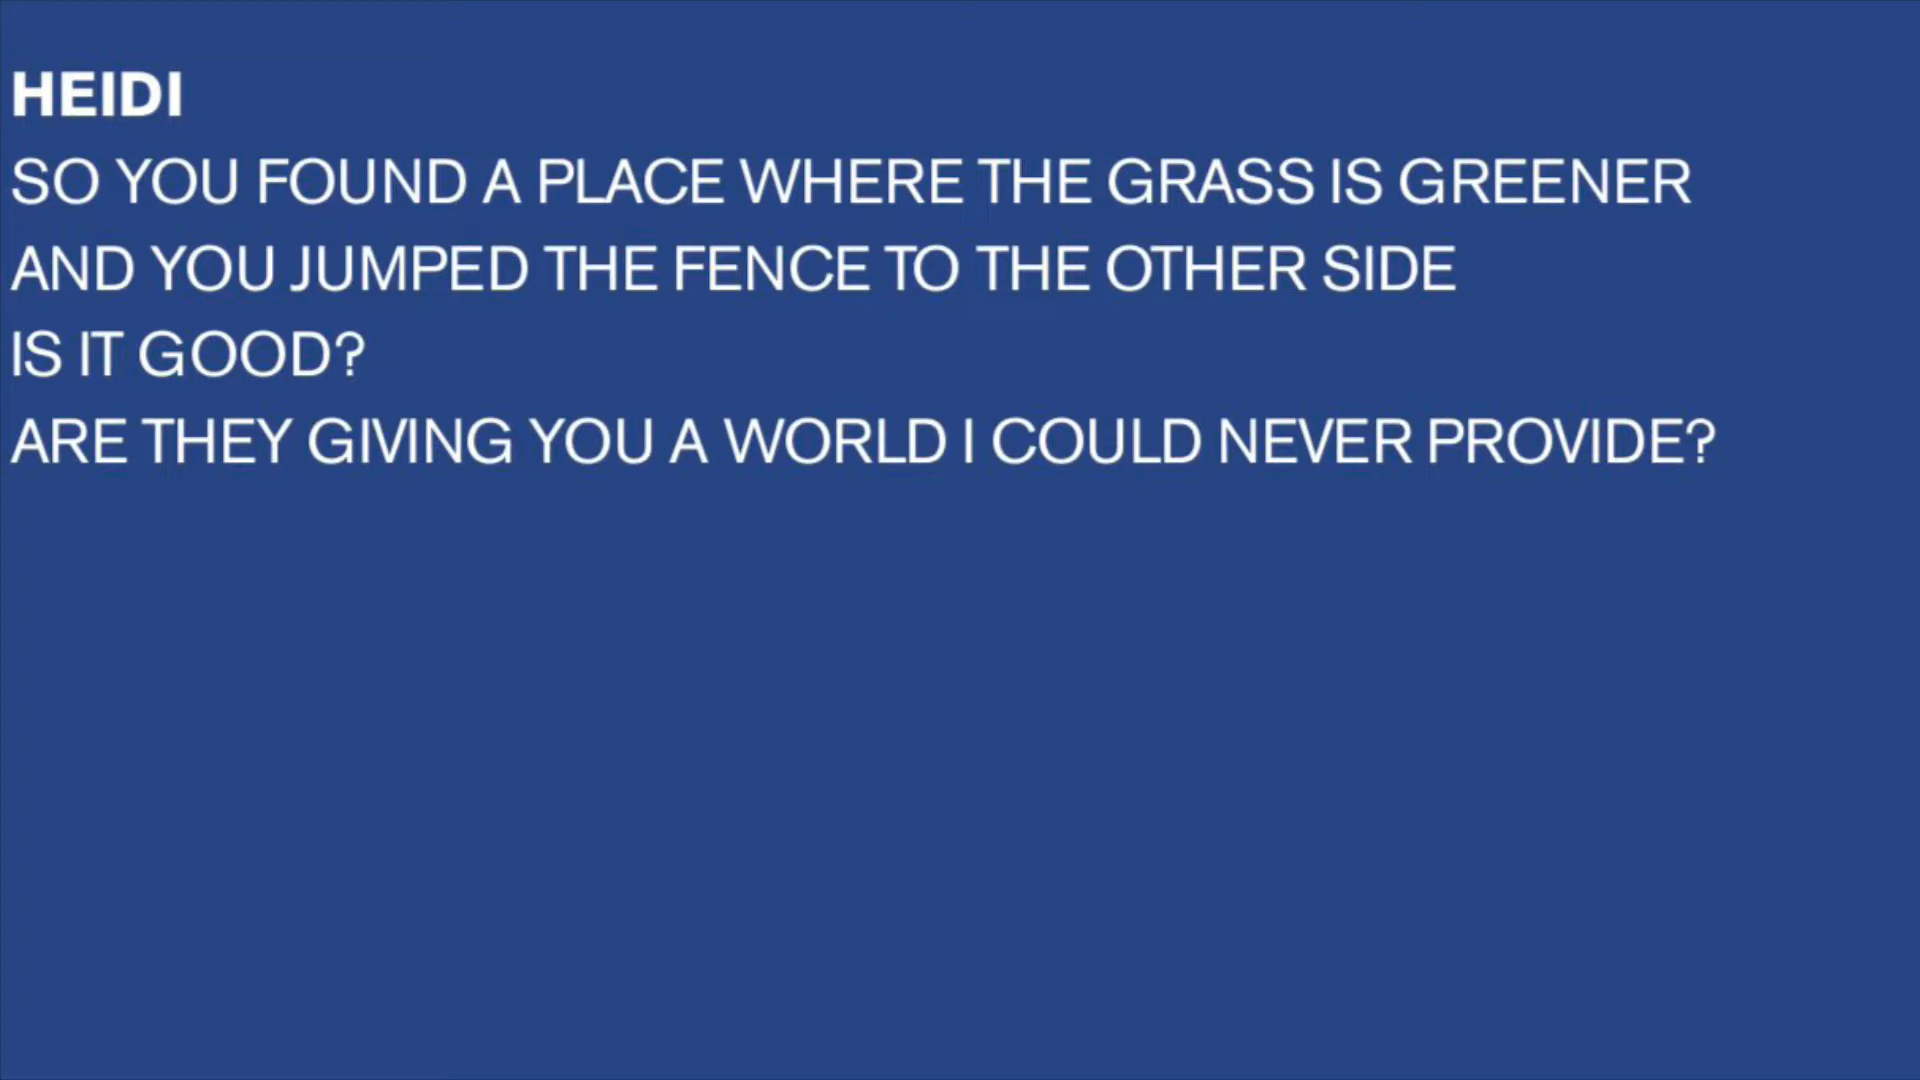 HEIDI
SO YOU FOUND A PLACE WHERE THE GRASS IS GREENER
AND YOU JUMPED THE FENCE TO THE OTHER SIDE
IS IT GOOD?
ARE THEY GIVING YOU A WORLD I COULD NEVER PROVIDE?